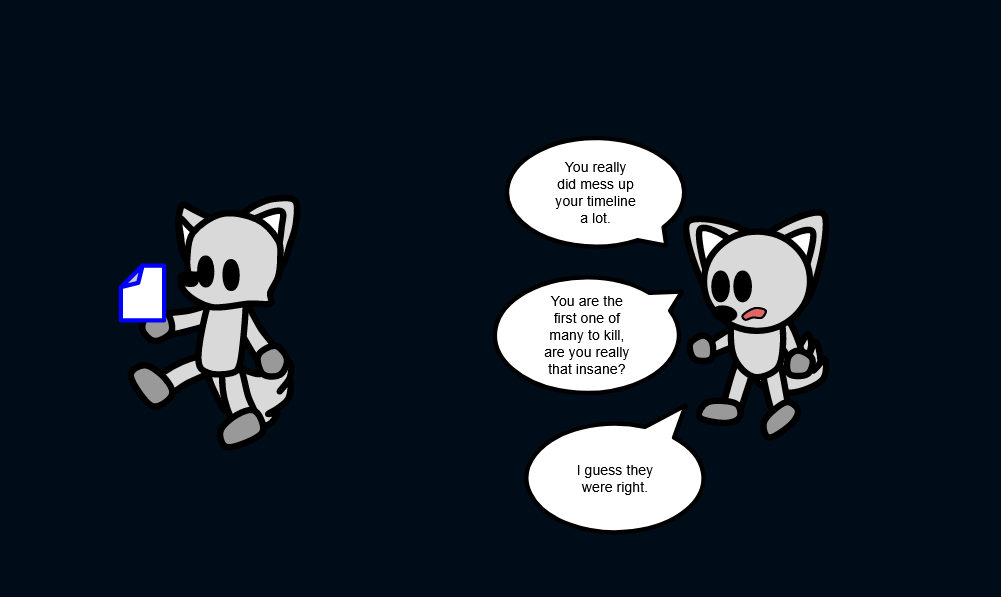 You really
did mess up
your timeline
a lot.
You are the
first one of
many to kill,
are you really
that insane?
I guess they
were right.